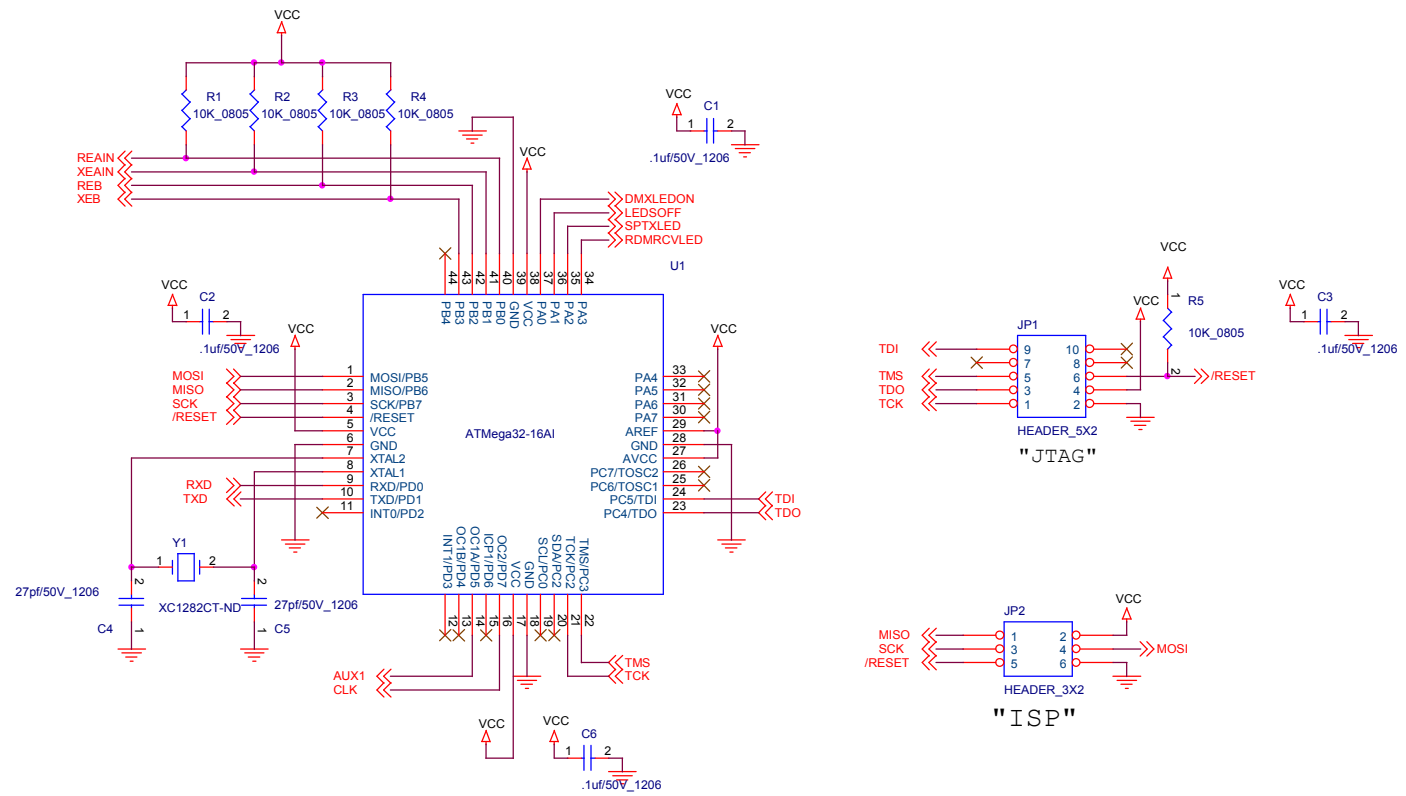 VCC
R1 R2 R3 R4
10K_0805 10K_0805 10K_0805 10K_0805
REAIN
XEAIN
REB
XEB
VCC
C1
1 2
.1uf/50V_1206
VCC
DMXLEDON
LEDSOFF
SPTXLED
RDMRCVLED
U1
44 43 42 41 40 39 38 37 36 35 34
PB4 PB3 PB2 PB1 PB0 GND VCC PA0 PA1 PA2 PA3
VCC
C2
1 2
.1uf/50V_1206
VCC
MOSI 1 MOSI/PB5
MISO 2 MISO/PB6
SCK 3 SCK/PB7
/RESET 4 /RESET
5 VCC
6 GND
7 XTAL2
8 XTAL1
RXD 9 RXD/PD0
TXD 10 TXD/PD1
11 INT0/PD2
ATMega32-16AI
VCC
PA4 33
PA5 32
PA6 31
PA7 30
AREF 29
GND 28
AVCC 27
PC7/TOSC2 26
PC6/TOSC1 25
PC5/TDI 24 TDI
PC4/TDO 23 TDO
INT1/PD3 OC1B/PD4 OC1A/PD5 ICP1/PD6 OC2/PD7 VCC GND SCL/PC0 SDA/PC2 TCK/PC2 TMS/PC3
12 13 14 15 16 17 18 19 20 21 22
Y1
1 2
XC1282CT-ND
27pf/50V_1206
2
C4 1
27pf/50V_1206
2
1 C5
AUX1
CLK
TMS
TCK
VCC
VCC
C6
1 2
.1uf/50V_1206
VCC
VCC
1
R5
10K_0805
2
/RESET
JP1
TDI 9 10
7 8
TMS 5 6
TDO 3 4
TCK 1 2
HEADER_5X2
"JTAG"
VCC
C3
1 2
.1uf/50V_1206
JP2
VCC
MISO 1 2
SCK 3 4 MOSI
/RESET 5 6
HEADER_3X2
"ISP"